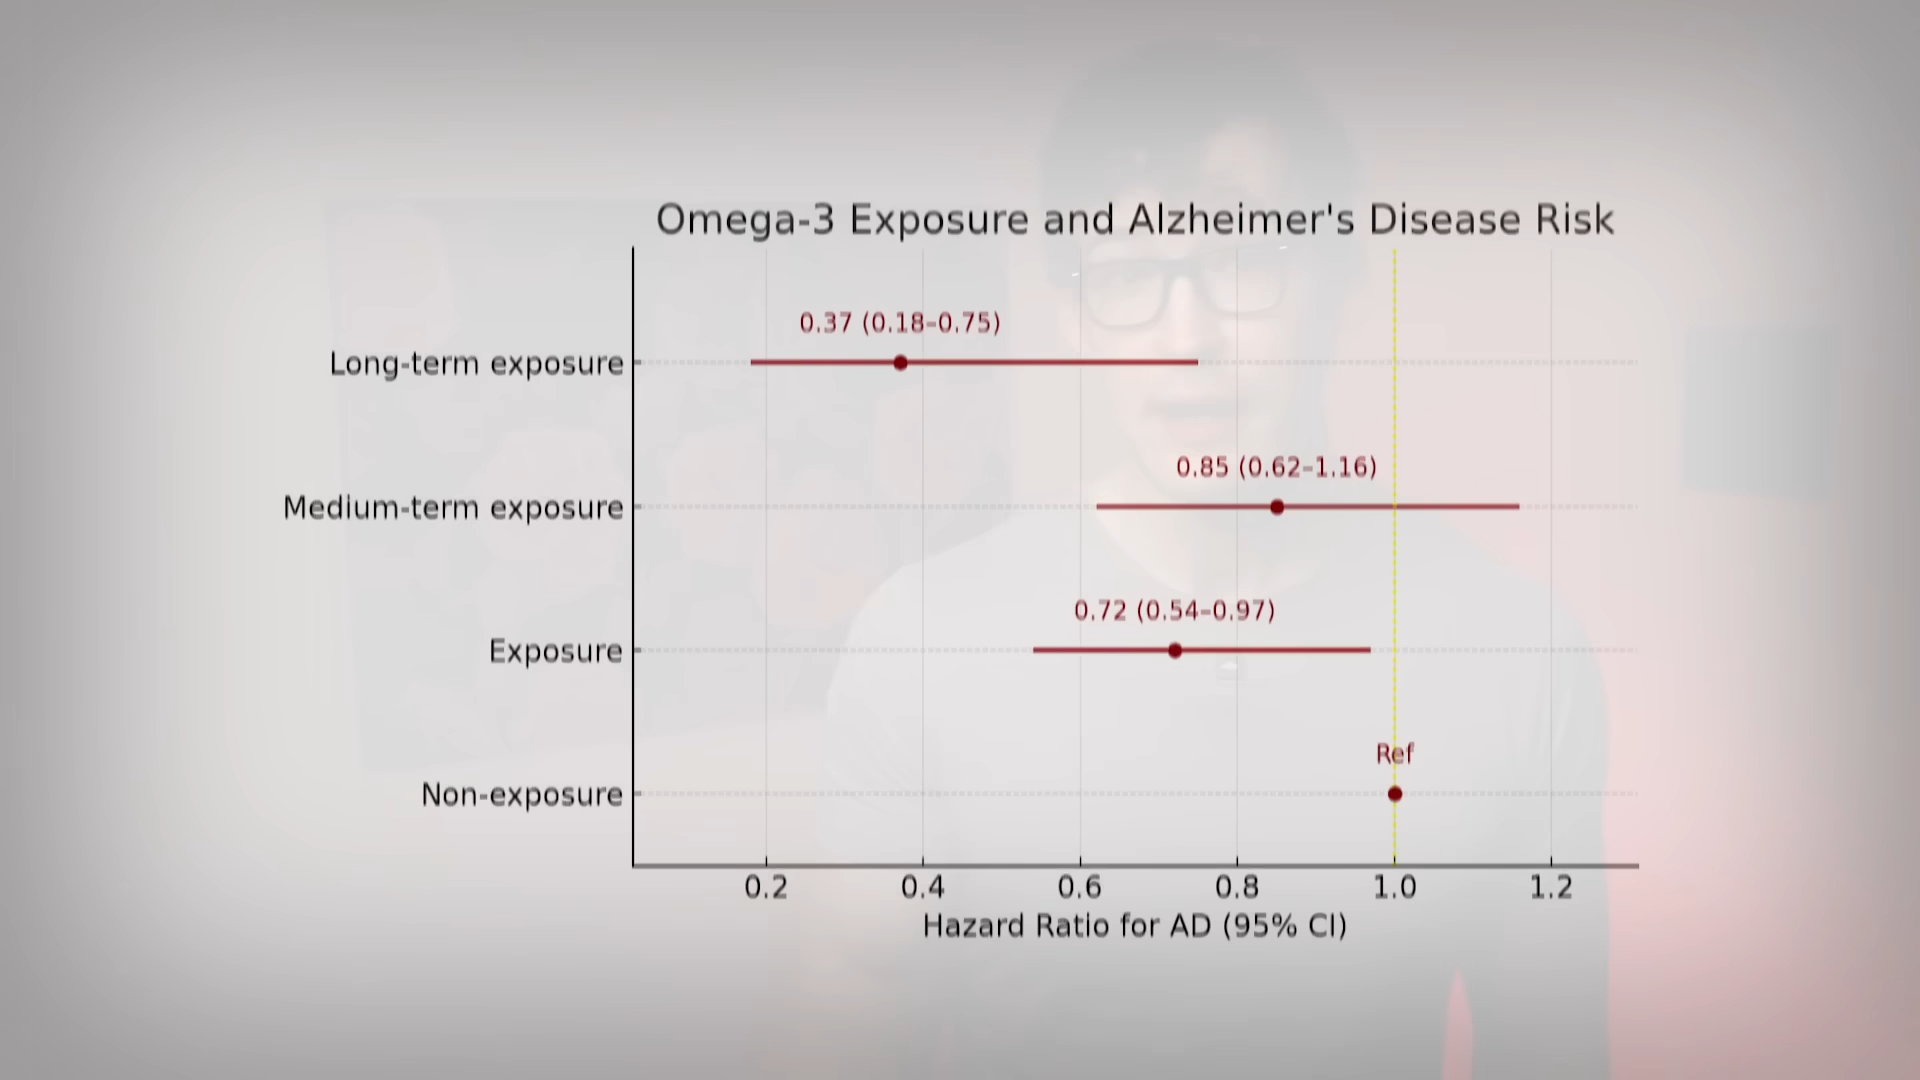 Omega-3 Exposure and Alzheimer's Disease Risk
0.37 (0.18–0.75)
Long-term exposure
0.85 (0.62–1.16)
Medium-term exposure
0.72 (0.54–0.97)
Exposure
Ref
Non-exposure
0.2 0.4 0.6 0.8 1.0 1.2
Hazard Ratio for AD (95% CI)